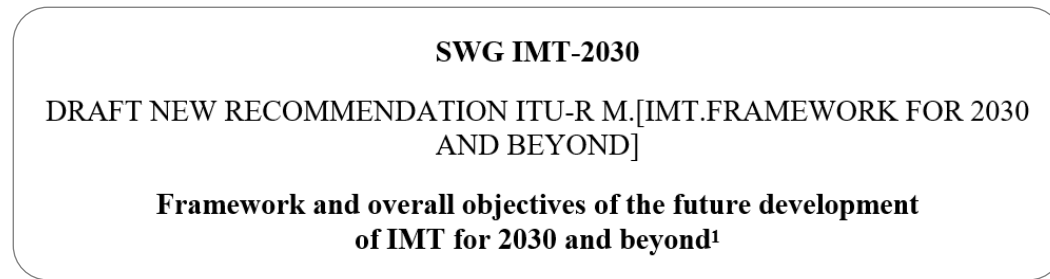 SWG IMT-2030
DRAFT NEW RECOMMENDATION ITU-R M.[IMT.FRAMEWORK FOR 2030
AND BEYOND]
Framework and overall objectives of the future development
of IMT for 2030 and beyond¹